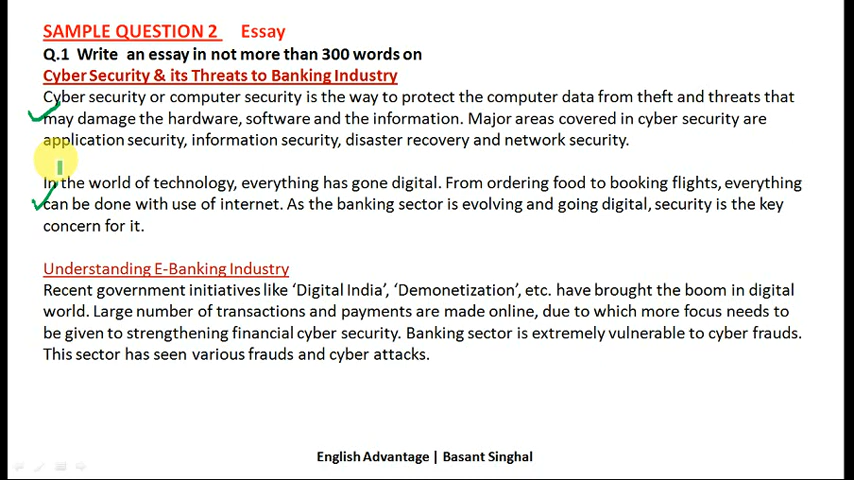 SAMPLE QUESTION 2 Essay
Q.1 Write an essay in not more than 300 words on
Cyber Security & its Threats to Banking Industry
Cyber security or computer security is the way to protect the computer data from theft and threats that
may damage the hardware, software and the information. Major areas covered in cyber security are
application security, information security, disaster recovery and network security.
In the world of technology, everything has gone digital. From ordering food to booking flights, everything
can be done with use of internet. As the banking sector is evolving and going digital, security is the key
concern for it.
Understanding E-Banking Industry
Recent government initiatives like ‘Digital India’, ‘Demonetization’, etc. have brought the boom in digital
world. Large number of transactions and payments are made online, due to which more focus needs to
be given to strengthening financial cyber security. Banking sector is extremely vulnerable to cyber frauds.
This sector has seen various frauds and cyber attacks.
English Advantage | Basant Singhal